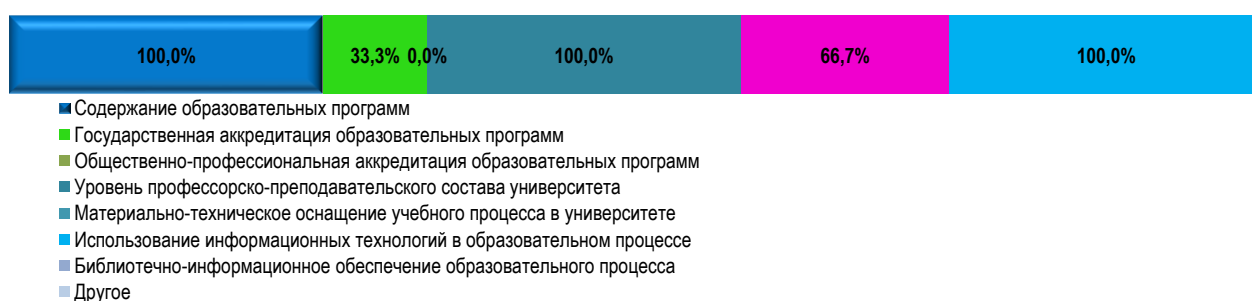 100,0% 33,3% 0,0% 100,0% 66,7% 100,0%
Содержание образовательных программ
Государственная аккредитация образовательных программ
Общественно-профессиональная аккредитация образовательных программ
Уровень профессорско-преподавательского состава университета
Материально-техническое оснащение учебного процесса в университете
Использование информационных технологий в образовательном процессе
Библиотечно-информационное обеспечение образовательного процесса
Другое